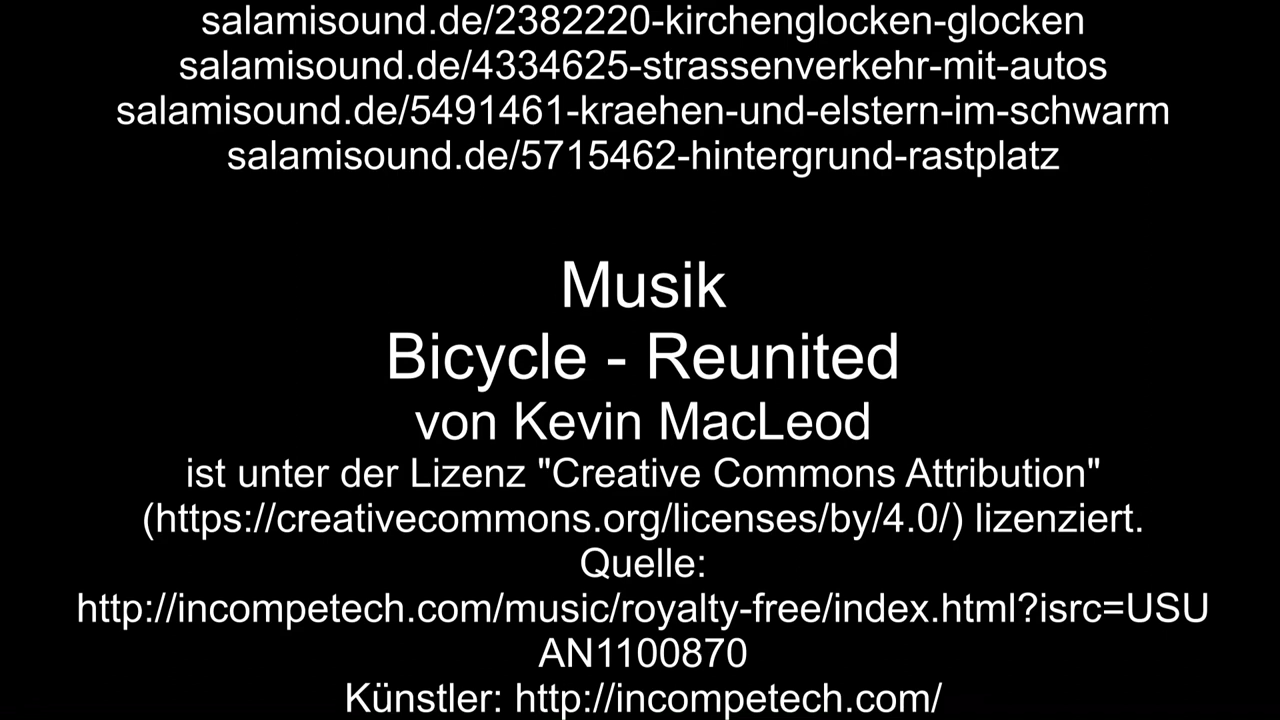 salamisound.de/2382220-kirchenglocken-glocken
salamisound.de/4334625-strassenverkehr-mit-autos
salamisound.de/5491461-kraehen-und-elstern-im-schwarm
salamisound.de/5715462-hintergrund-rastplatz
Musik
Bicycle - Reunited
von Kevin MacLeod
ist unter der Lizenz "Creative Commons Attribution"
(https://creativecommons.org/licenses/by/4.0/) lizenziert.
Quelle:
http://incompetech.com/music/royalty-free/index.html?isrc=USU
AN1100870
Künstler: http://incompetech.com/